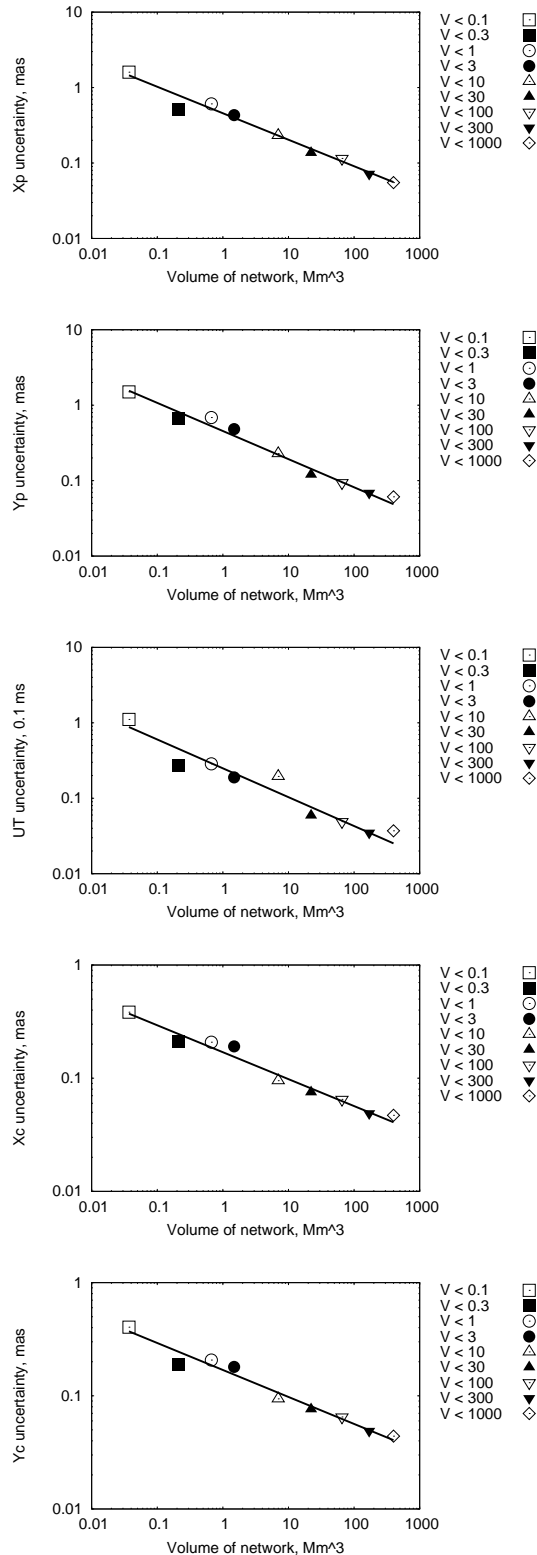 Xp uncertainty, mas
10
1
0.1
0.01
0.01 0.1 1 10 100 1000
Volume of network, Mm^3
V < 0.1
V < 0.3
V < 1
V < 3
V < 10
V < 30
V < 100
V < 300
V < 1000
Yp uncertainty, mas
10
1
0.1
0.01
0.01 0.1 1 10 100 1000
Volume of network, Mm^3
V < 0.1
V < 0.3
V < 1
V < 3
V < 10
V < 30
V < 100
V < 300
V < 1000
UT uncertainty, 0.1 ms
10
1
0.1
0.01
0.01 0.1 1 10 100 1000
Volume of network, Mm^3
V < 0.1
V < 0.3
V < 1
V < 3
V < 10
V < 30
V < 100
V < 300
V < 1000
Xc uncertainty, mas
1
0.1
0.01
0.01 0.1 1 10 100 1000
Volume of network, Mm^3
V < 0.1
V < 0.3
V < 1
V < 3
V < 10
V < 30
V < 100
V < 300
V < 1000
Yc uncertainty, mas
1
0.1
0.01
0.01 0.1 1 10 100 1000
Volume of network, Mm^3
V < 0.1
V < 0.3
V < 1
V < 3
V < 10
V < 30
V < 100
V < 300
V < 1000